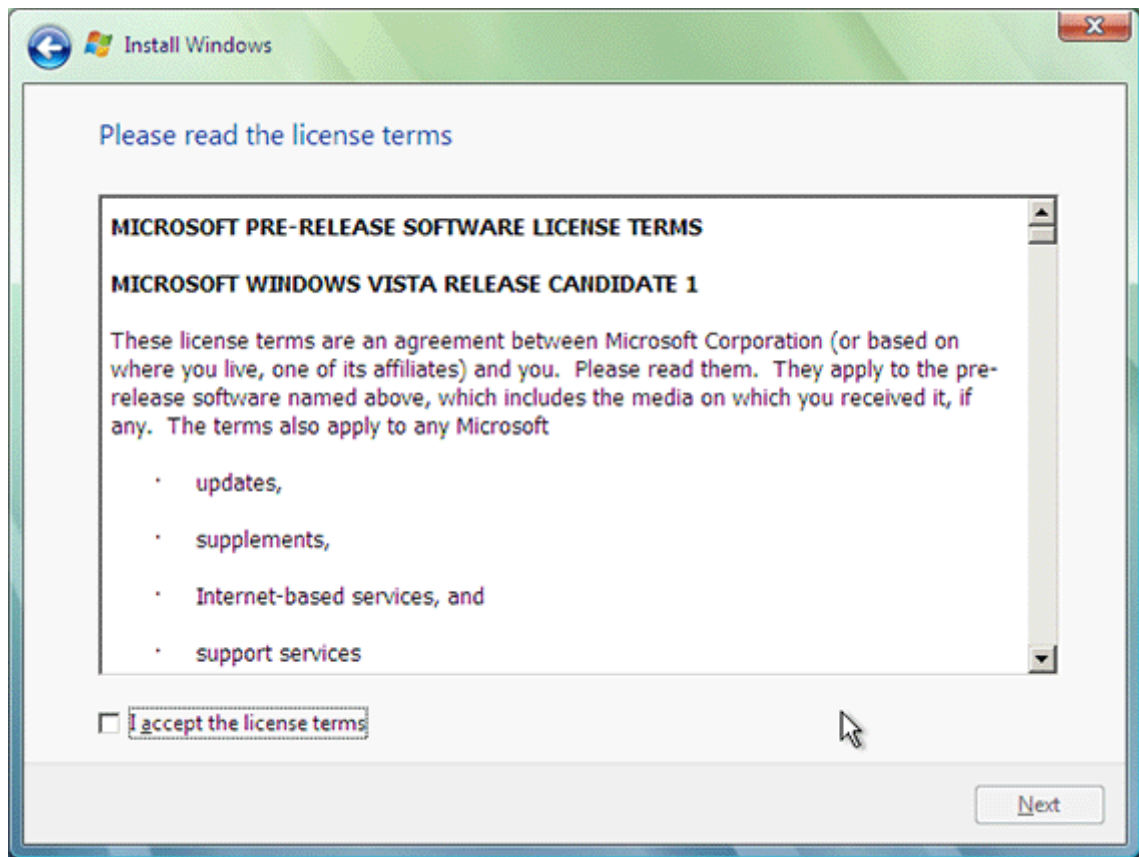 Install Windows
Please read the license terms
MICROSOFT PRE-RELEASE SOFTWARE LICENSE TERMS
MICROSOFT WINDOWS VISTA RELEASE CANDIDATE 1
These license terms are an agreement between Microsoft Corporation (or based on
where you live, one of its affiliates) and you.  Please read them.  They apply to the pre-
release software named above, which includes the media on which you received it, if
any.  The terms also apply to any Microsoft
· updates,
· supplements,
· Internet-based services, and
· support services
I accept the license terms
Next